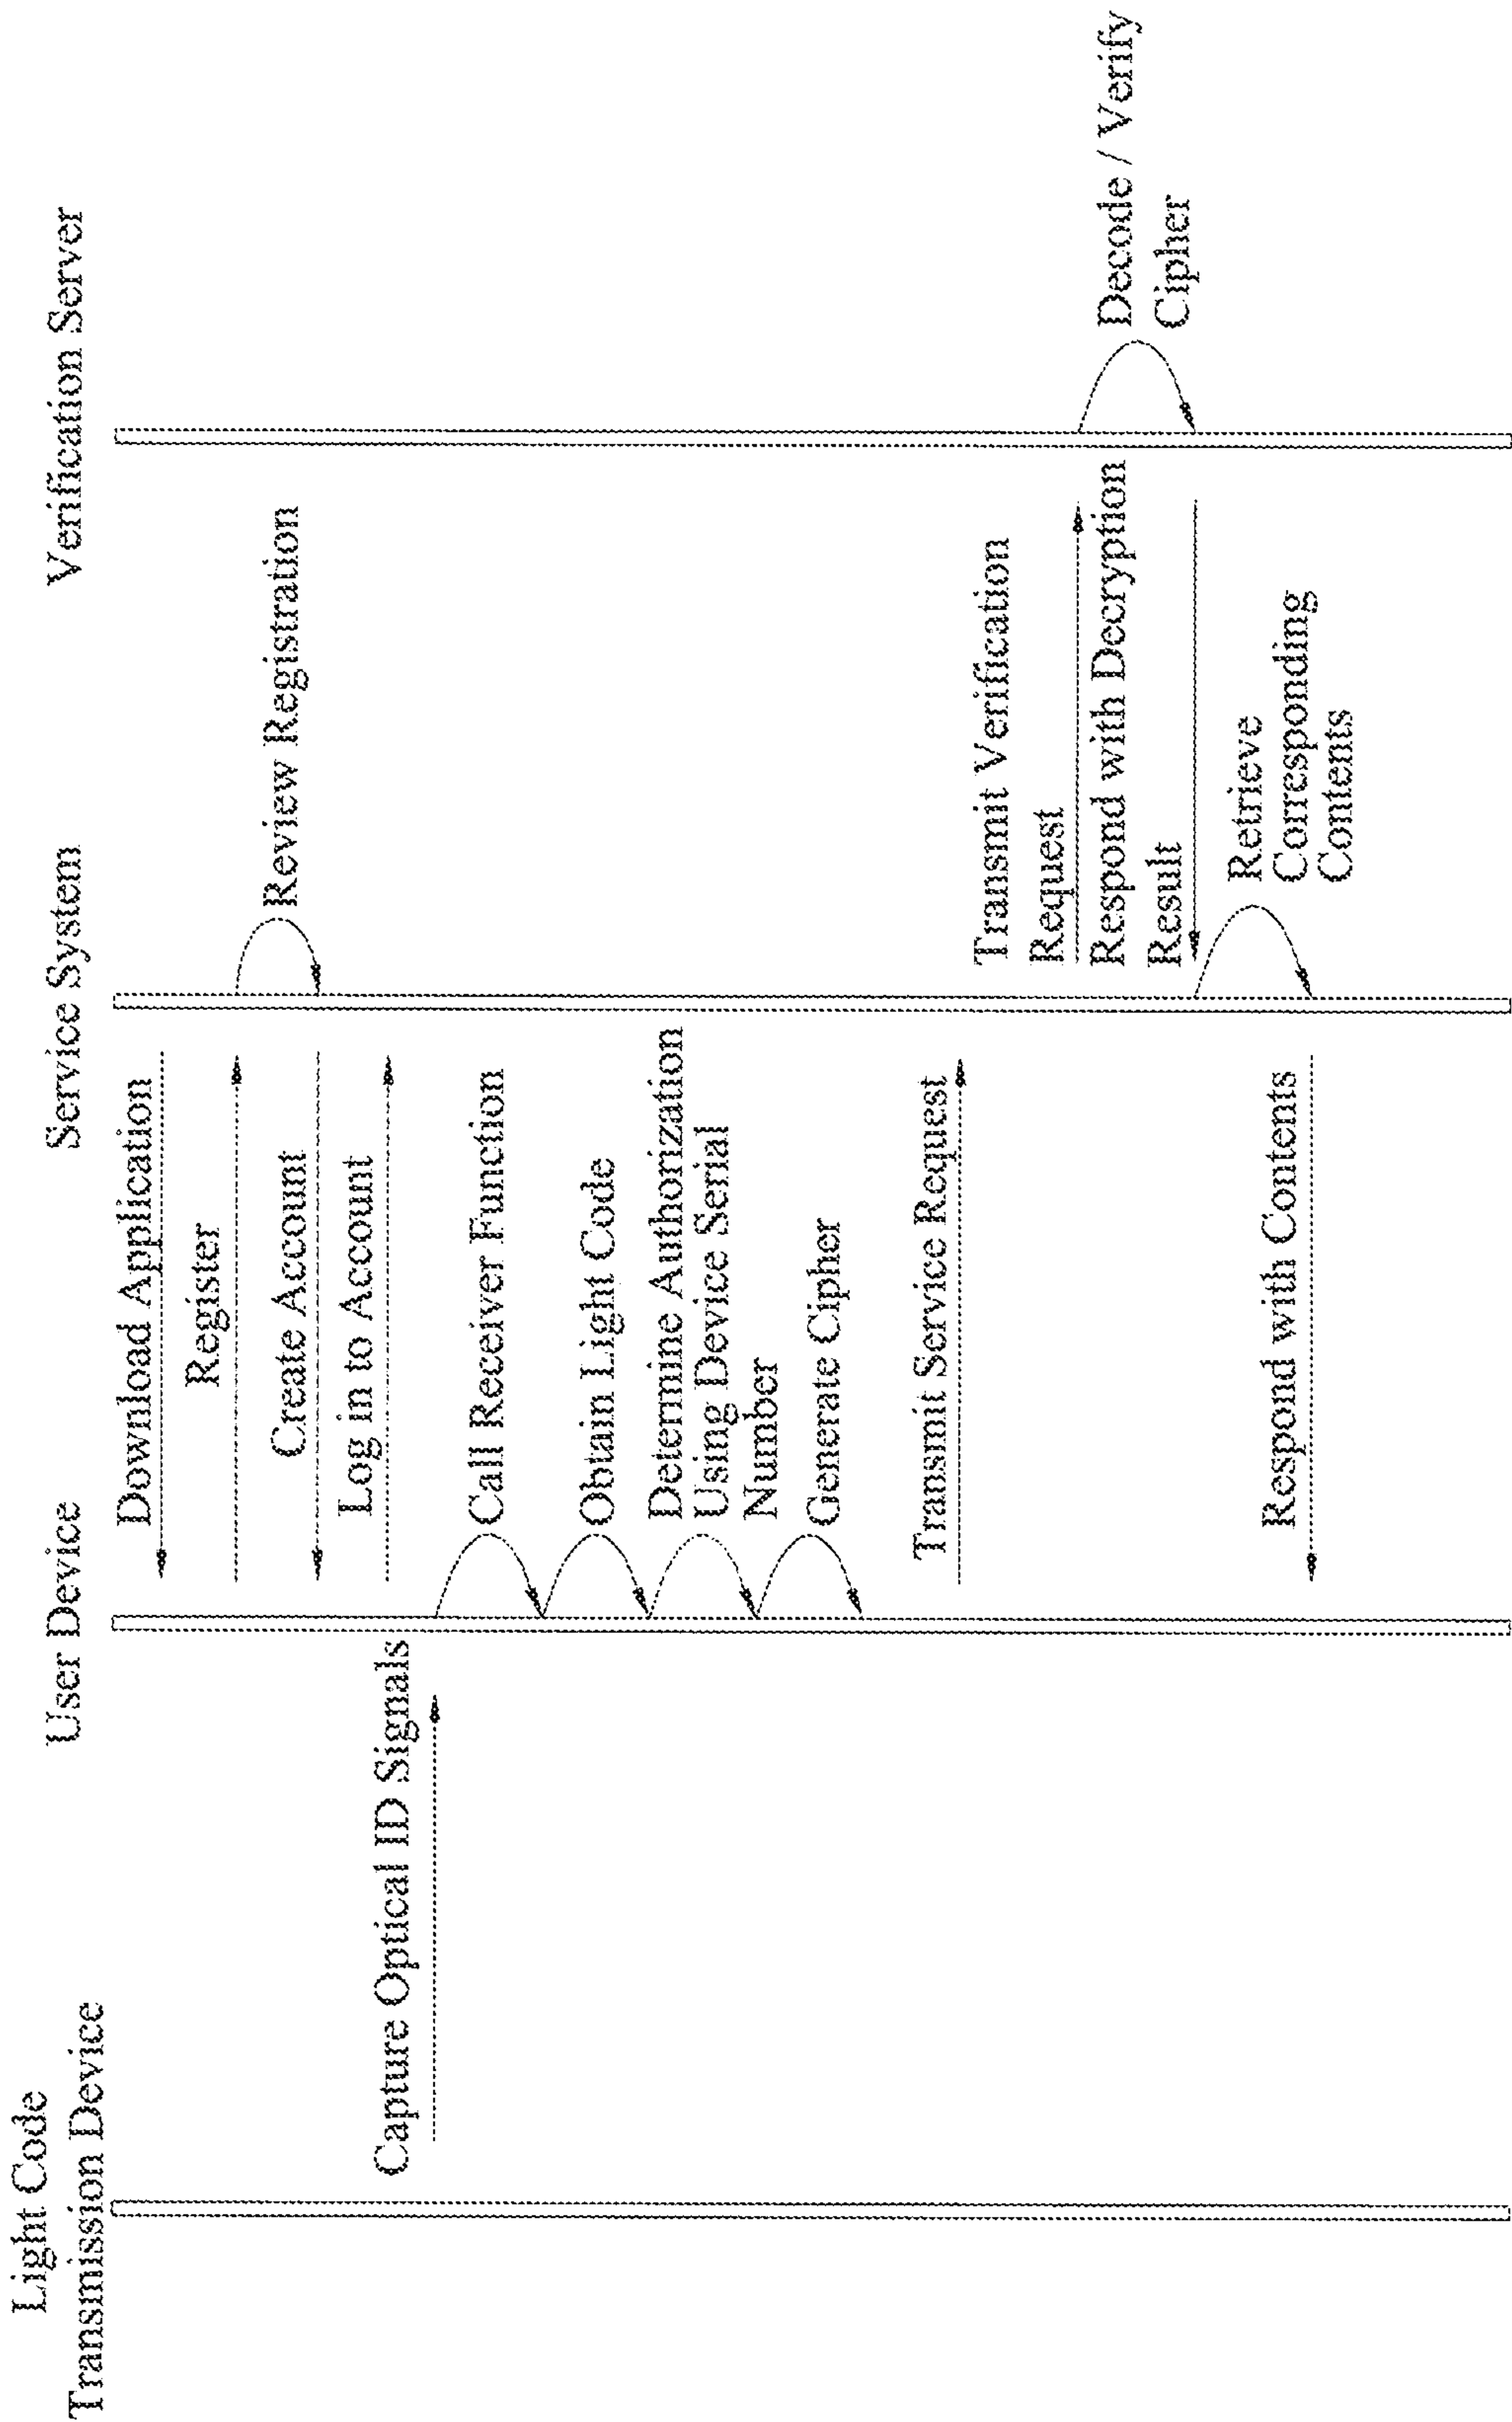 Light Code
Transmission Device
User Device
Service System
Verification Server
Download Application
Register
Review Registration
Create Account
Log in to Account
Capture Optical ID Signals
Call Receiver Function
Obtain Light Code
Determine Authorization
Using Device Serial
Number
Generate Cipher
Transmit Service Request
Transmit Verification
Request
Decode / Verify
Cipher
Respond with Decryption
Result
Retrieve
Corresponding
Contents
Respond with Contents